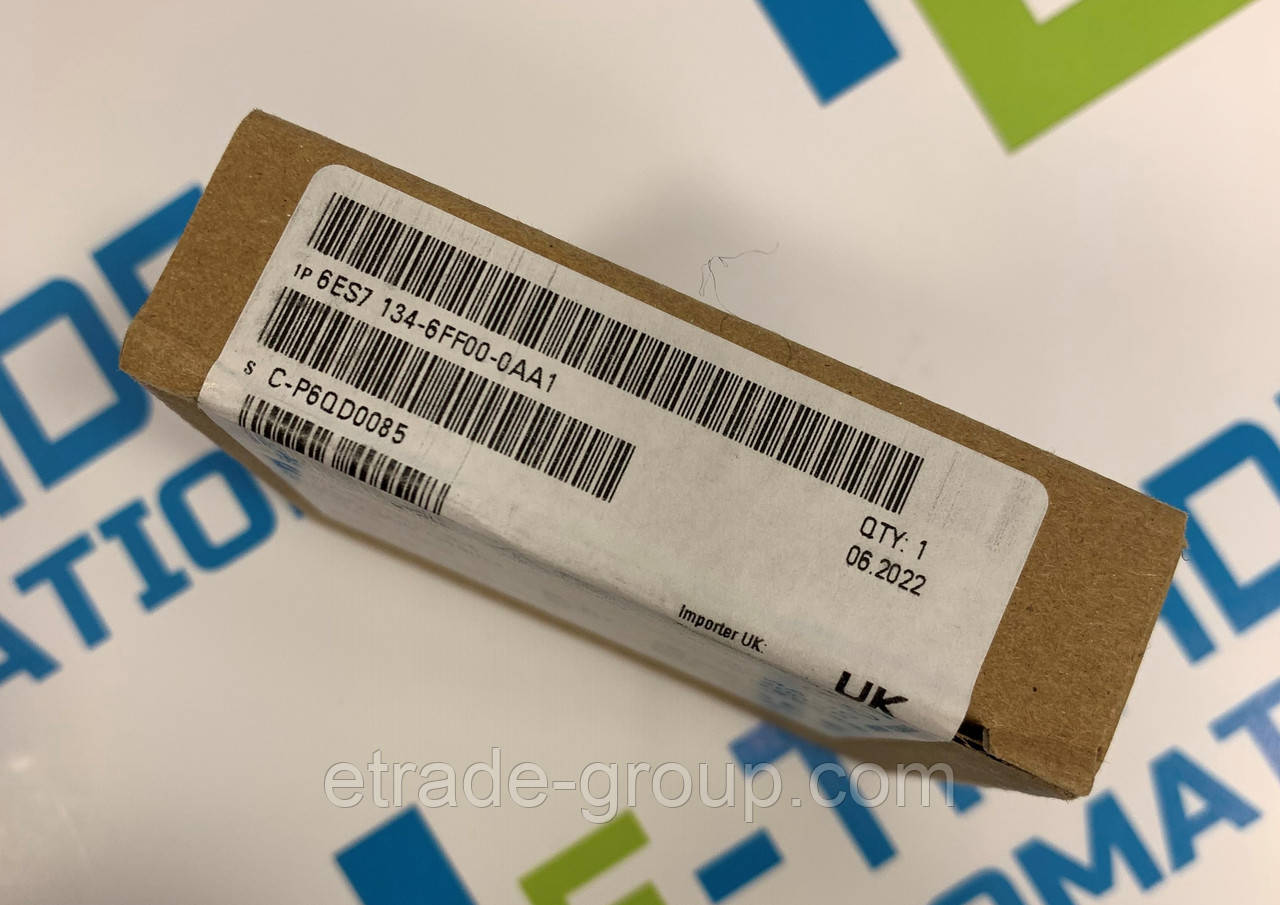 1P 6ES7 134-6FF00-0AA1
S C-P6QD0085
QTY: 1
06.2022
Importer UK:
UK
etrade-group.com